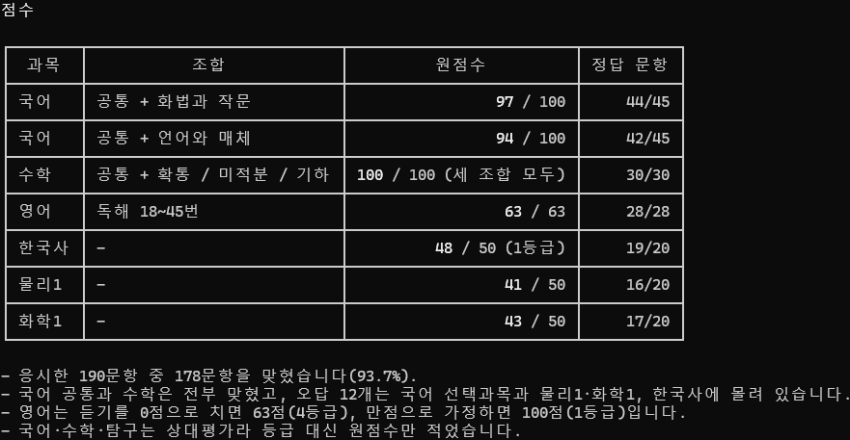 점수
과목 조합 원점수 정답 문항
국어 공통 + 화법과 작문 97 / 100 44/45
국어 공통 + 언어와 매체 94 / 100 42/45
수학 공통 + 확통 / 미적분 / 기하 100 / 100 (세 조합 모두) 30/30
영어 독해 18~45번 63 / 63 28/28
한국사 - 48 / 50 (1등급) 19/20
물리1 - 41 / 50 16/20
화학1 - 43 / 50 17/20
- 응시한 190문항 중 178문항을 맞혔습니다(93.7%).
- 국어 공통과 수학은 전부 맞혔고, 오답 12개는 국어 선택과목과 물리1·화학1, 한국사에 몰려 있습니다.
- 영어는 듣기를 0점으로 치면 63점(4등급), 만점으로 가정하면 100점(1등급)입니다.
- 국어·수학·탐구는 상대평가라 등급 대신 원점수만 적었습니다.